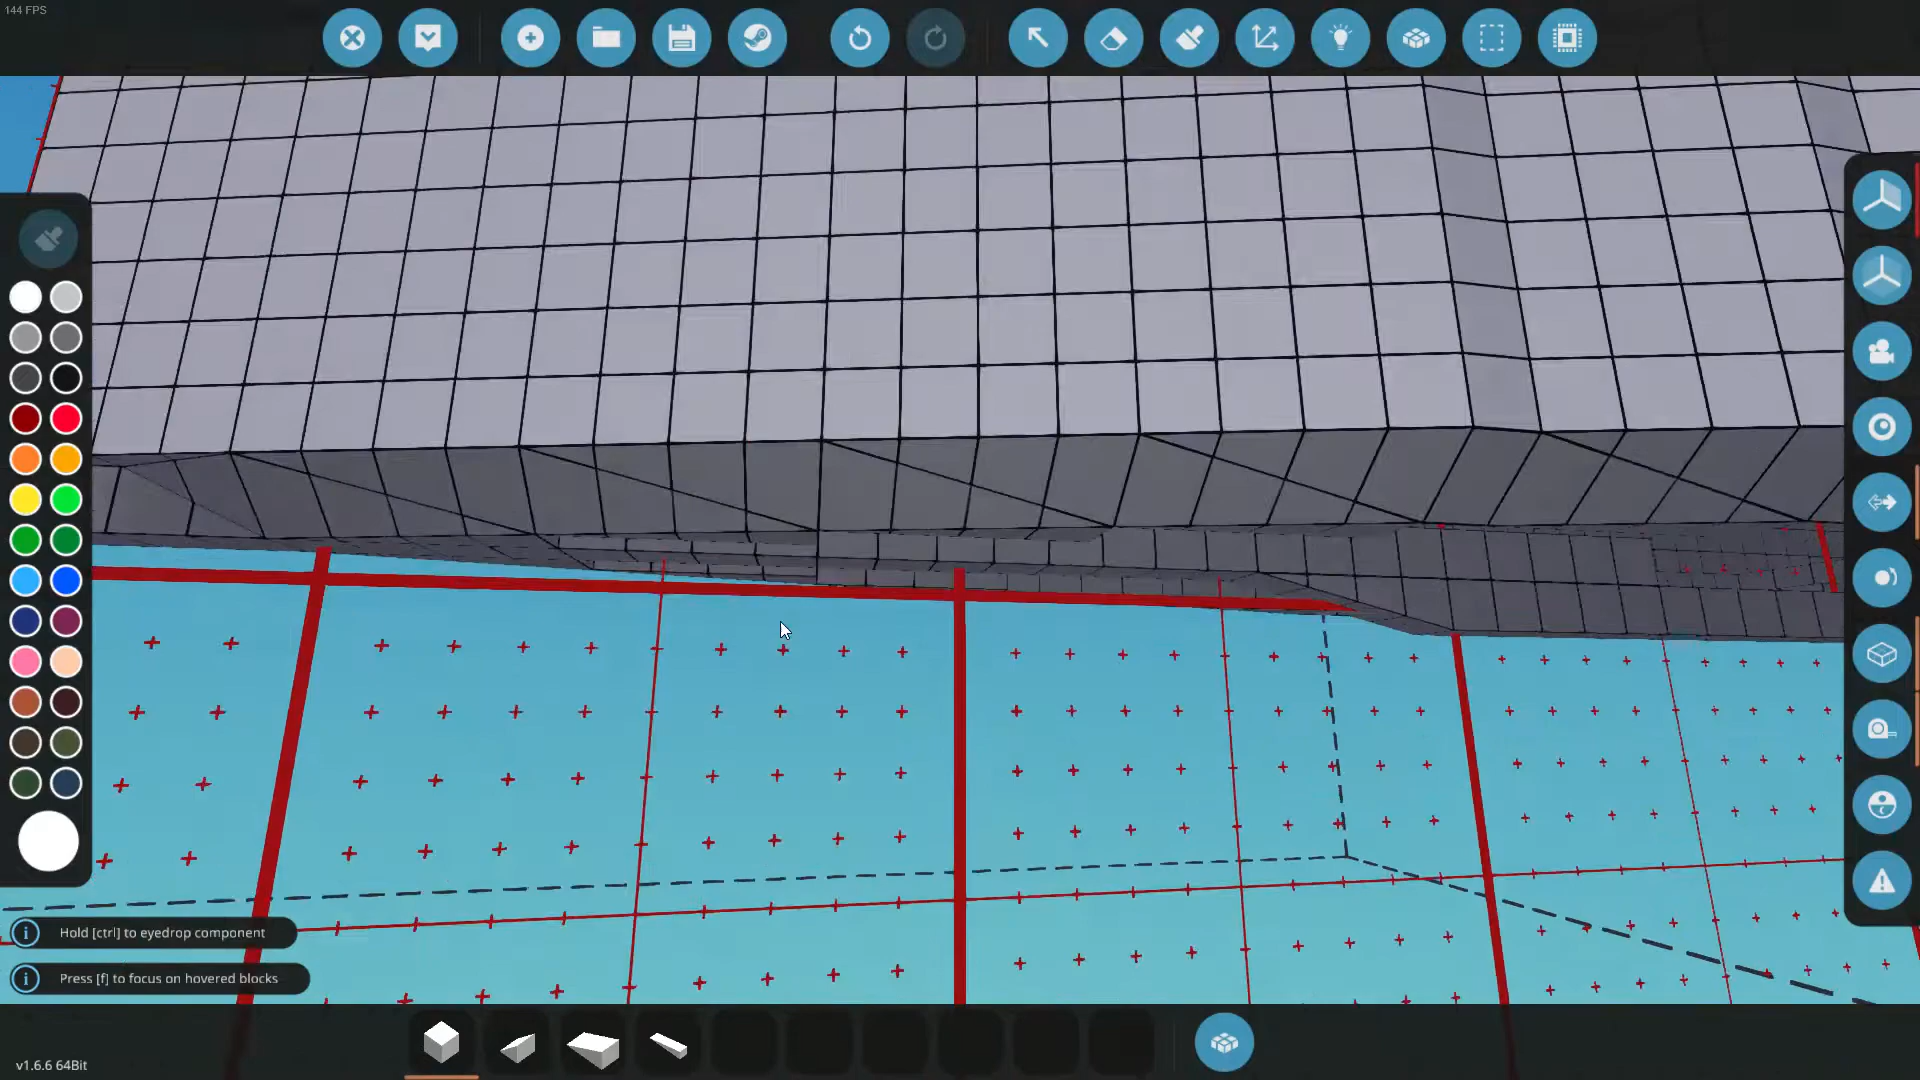 144 FPS
Hold [ctrl] to eyedrop component
Press [f] to focus on hovered blocks
v1.6.6 64Bit